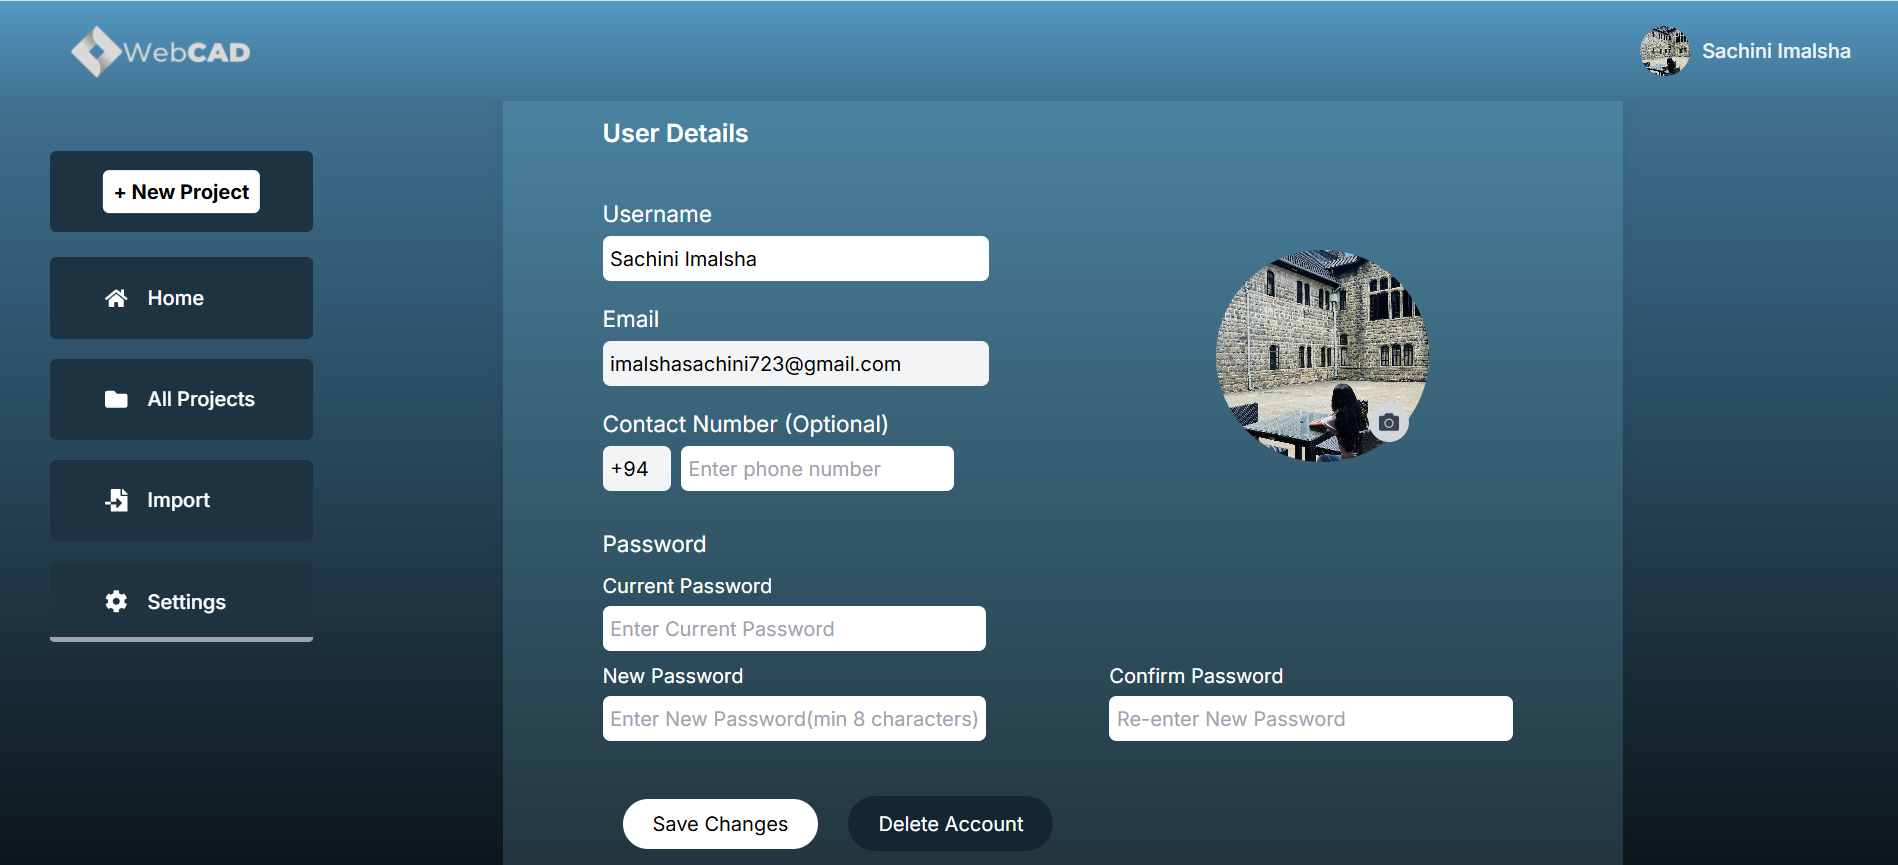 WebCAD
Sachini Imalsha
+ New Project
Home
All Projects
Import
Settings
User Details
Username
Sachini Imalsha
Email
imalshasachini723@gmail.com
Contact Number (Optional)
+94 Enter phone number
Password
Current Password
Enter Current Password
New Password Confirm Password
Enter New Password(min 8 characters) Re-enter New Password
Save Changes Delete Account